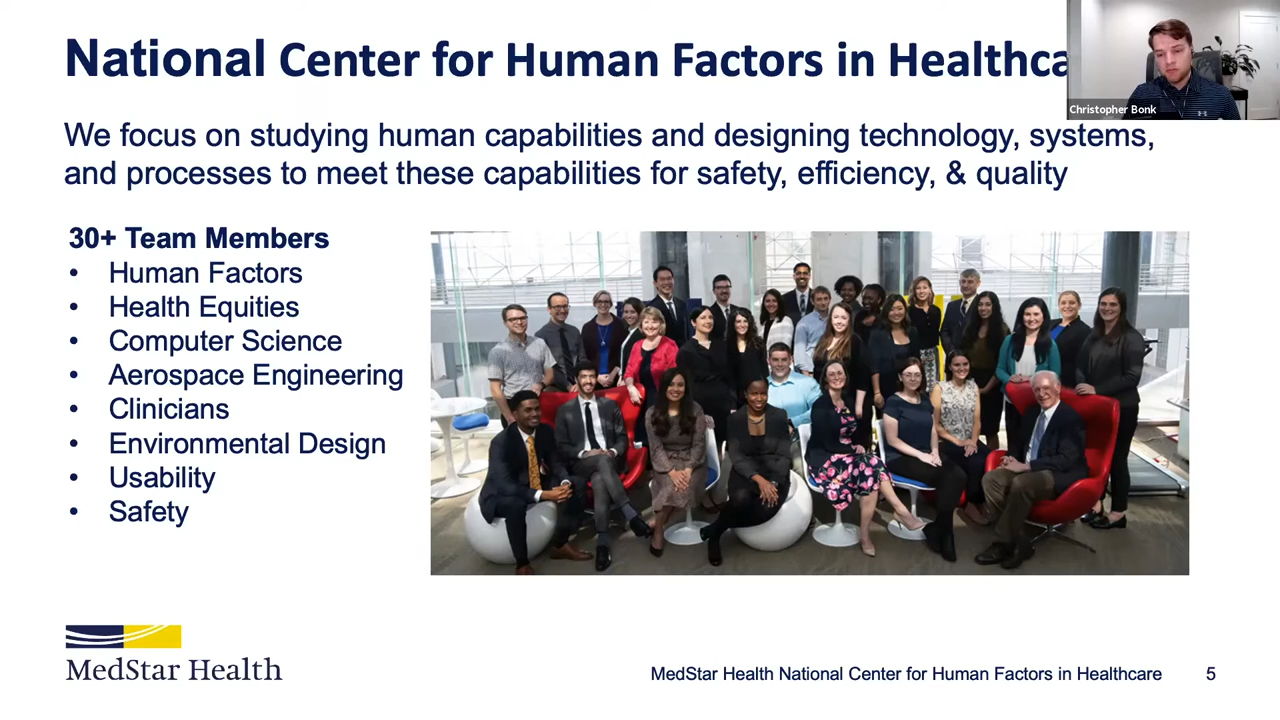 National Center for Human Factors in Healthca
Christopher Bonk
We focus on studying human capabilities and designing technology, systems,
and processes to meet these capabilities for safety, efficiency, & quality
30+ Team Members
• Human Factors
• Health Equities
• Computer Science
• Aerospace Engineering
• Clinicians
• Environmental Design
• Usability
• Safety
MedStar Health
MedStar Health National Center for Human Factors in Healthcare 5